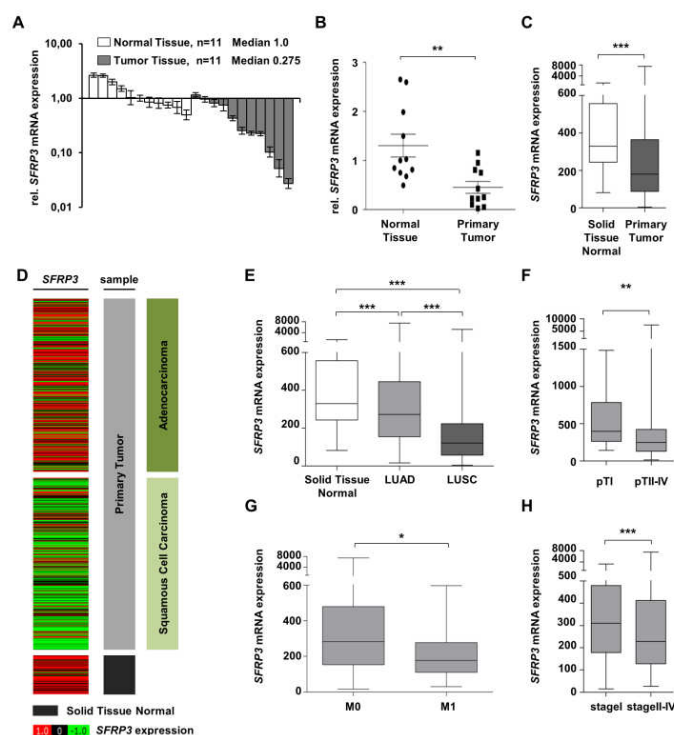 A
10,00
1,00
0,10
0,01
rel. SFRP3 mRNA expression
Normal Tissue, n=11 Median 1.0
Tumor Tissue, n=11 Median 0.275
B
rel. SFRP3 mRNA expression
4
3
2
1
0
**
Normal Tissue
Primary Tumor
C
SFRP3 mRNA expression
8000
4000
600
400
200
0
***
Solid Tissue Normal
Primary Tumor
D
SFRP3
sample
Primary Tumor
Adenocarcinoma
Squamous Cell Carcinoma
Solid Tissue Normal
1.0 0 -1.0 SFRP3 expression
E
SFRP3 mRNA expression
8000
4000
600
400
200
0
***
*** ***
Solid Tissue Normal
LUAD
LUSC
F
SFRP3 mRNA expression
10000
5000
1500
1000
500
0
**
pTI
pTII-IV
G
SFRP3 mRNA expression
8000
4000
600
400
200
0
*
M0
M1
H
SFRP3 mRNA expression
8000
4000
500
400
300
200
100
0
***
stageI
stageII-IV